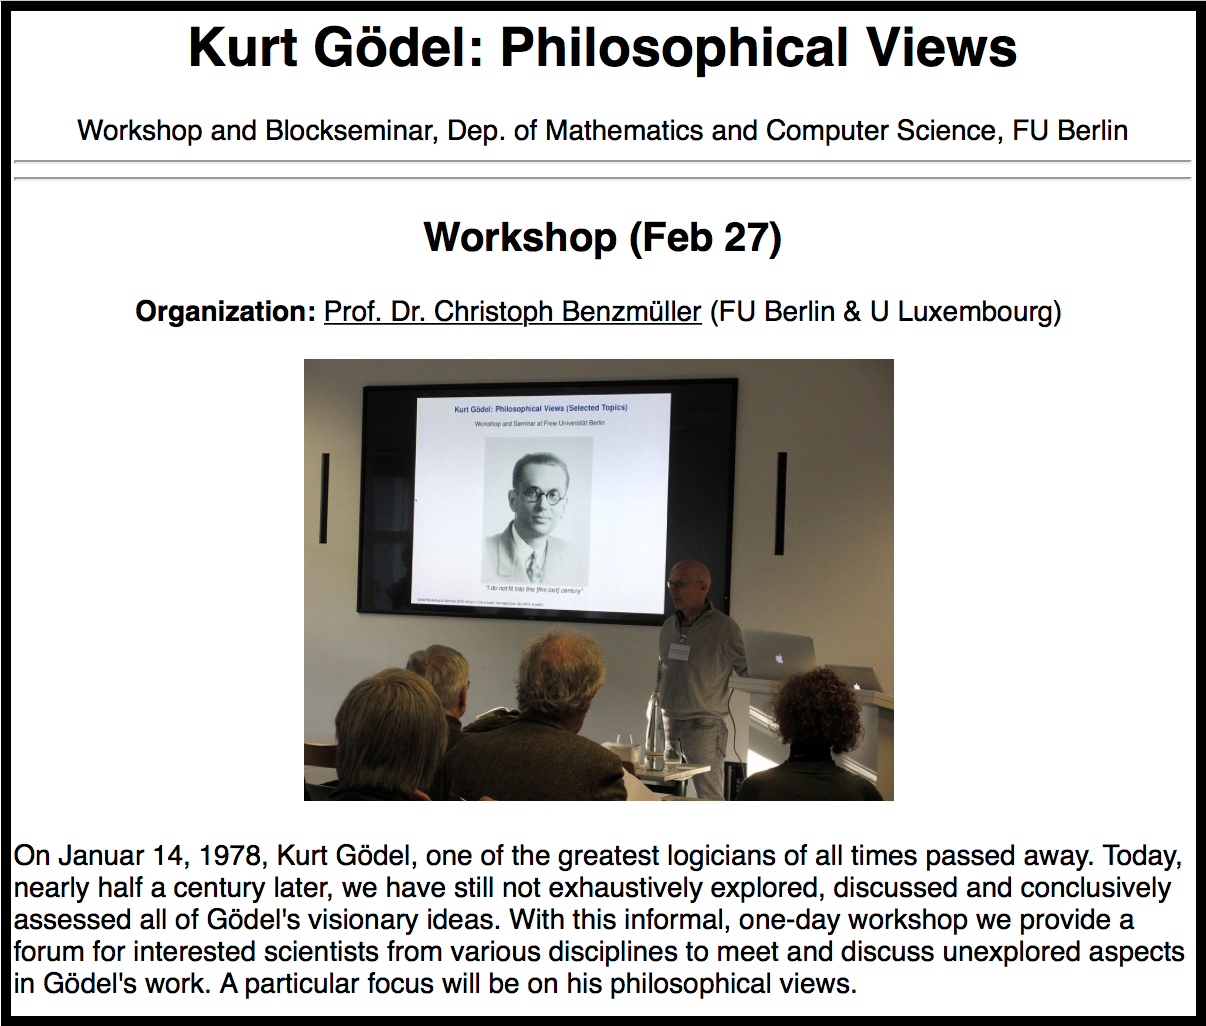 Kurt Gödel: Philosophical Views
Workshop and Blockseminar, Dep. of Mathematics and Computer Science, FU Berlin
Workshop (Feb 27)
Organization: Prof. Dr. Christoph Benzmüller (FU Berlin & U Luxembourg)
Kurt Gödel: Philosophical Views (Selected Topics)
Workshop and Seminar at Freie Universität Berlin
"I do not fit into this [the last] century"
On Januar 14, 1978, Kurt Gödel, one of the greatest logicians of all times passed away. Today,
nearly half a century later, we have still not exhaustively explored, discussed and conclusively
assessed all of Gödel's visionary ideas. With this informal, one-day workshop we provide a
forum for interested scientists from various disciplines to meet and discuss unexplored aspects
in Gödel's work. A particular focus will be on his philosophical views.